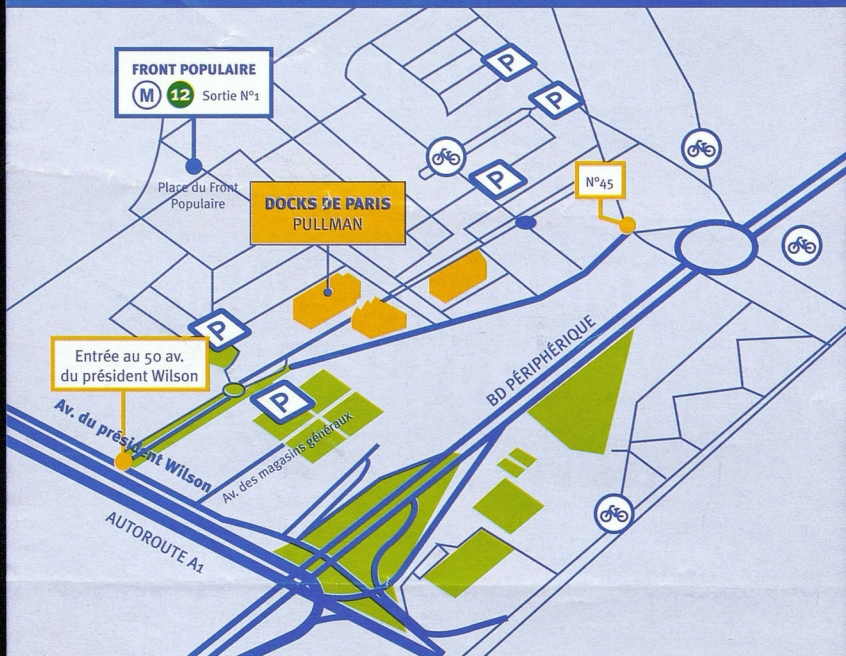 FRONT POPULAIRE
M 12 Sortie N°1
Place du Front
Populaire
P
P
P
DOCKS DE PARIS
PULLMAN
N°45
P
Entrée au 50 av.
du président Wilson
P
Av. du président Wilson
Av. des magasins généraux
BD PÉRIPHÉRIQUE
AUTOROUTE A1